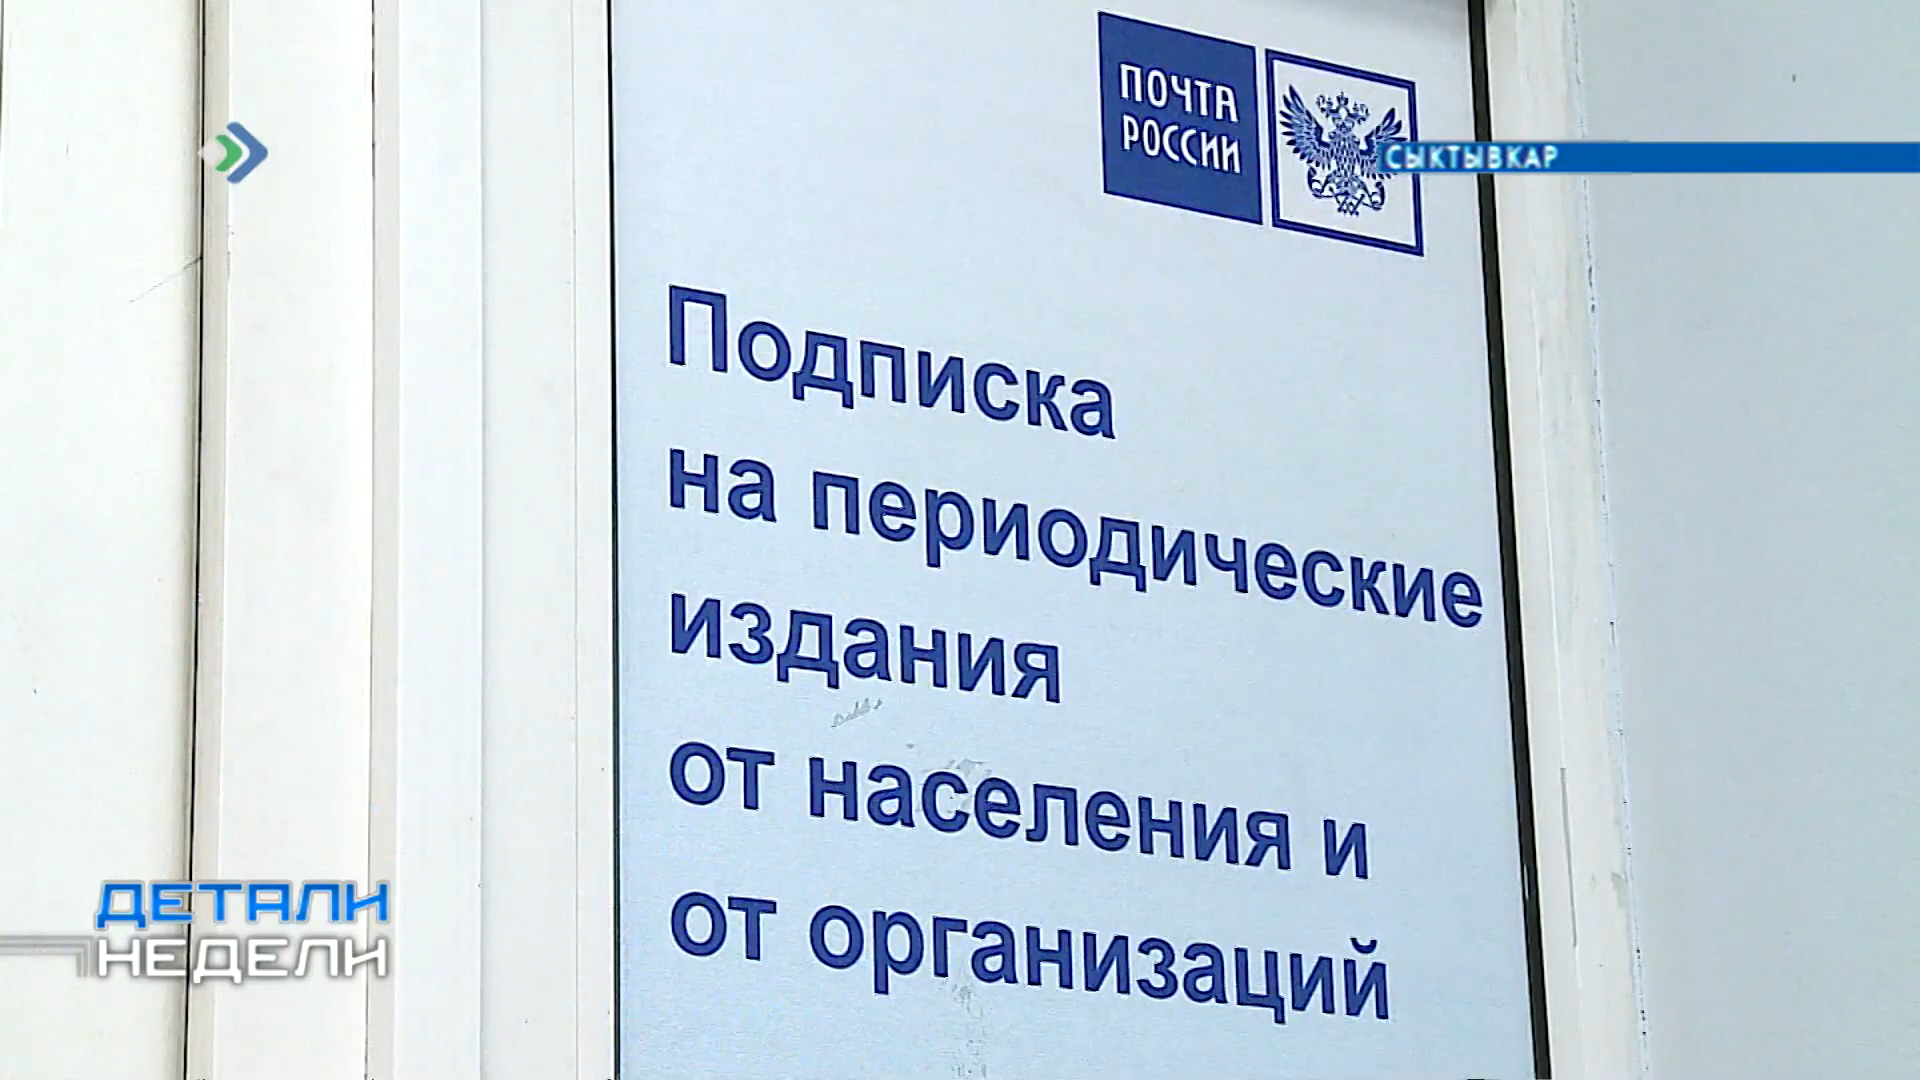 ПОЧТА
РОССИИ
СЫКТЫВКАР
Подписка
на периодические
издания
от населения и
от организаций
ДЕТАЛИ
НЕДЕЛИ